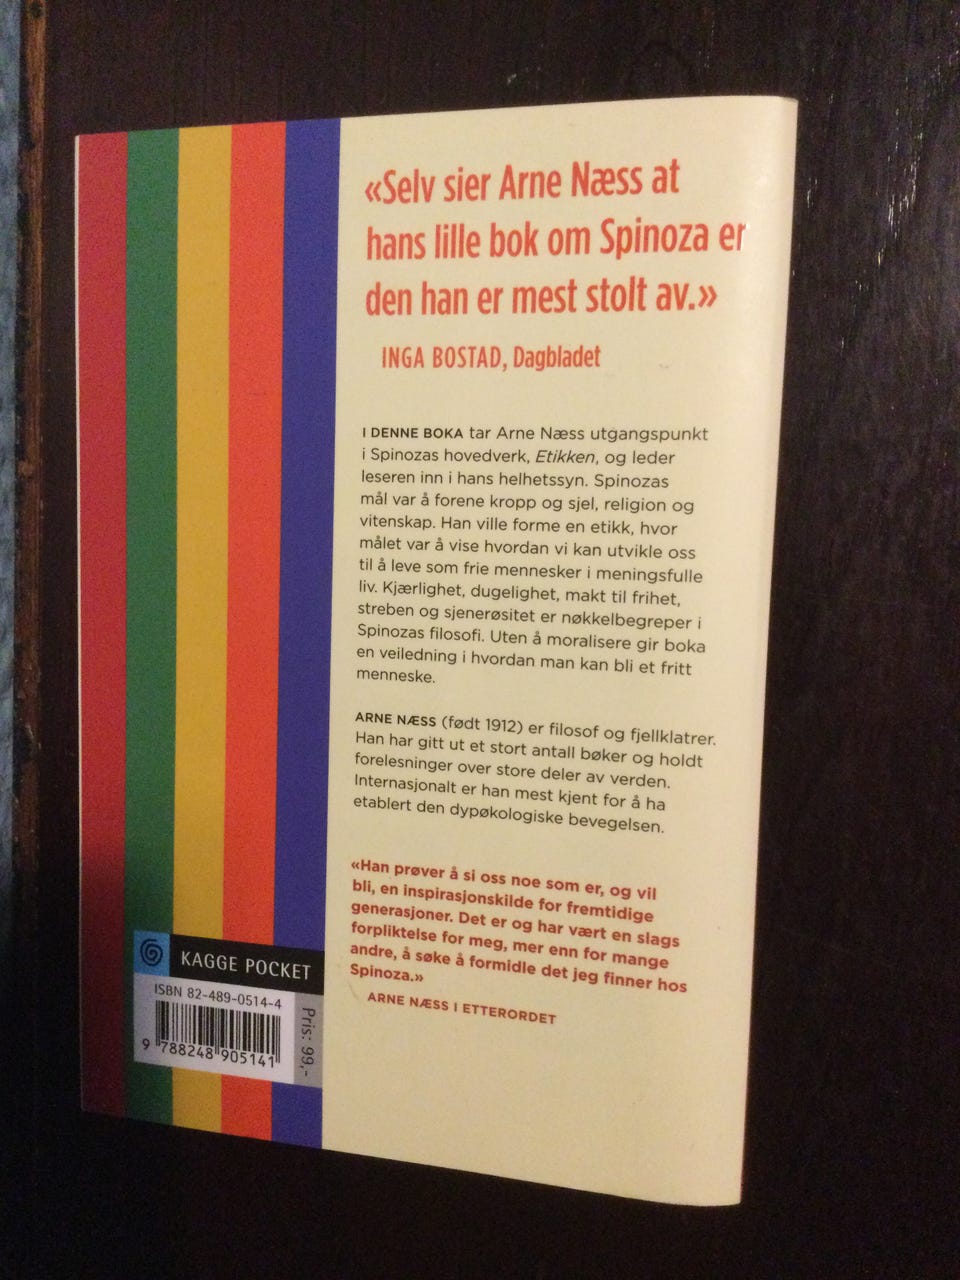 «Selv sier Arne Næss at
hans lille bok om Spinoza er
den han er mest stolt av.»
INGA BOSTAD, Dagbladet
I DENNE BOKA tar Arne Næss utgangspunkt
i Spinozas hovedverk, Etikken, og leder
leseren inn i hans helhetssyn. Spinozas
mål var å forene kropp og sjel, religion og
vitenskap. Han ville forme en etikk, hvor
målet var å vise hvordan vi kan utvikle oss
til å leve som frie mennesker i meningsfulle
liv. Kjærlighet, dugelighet, makt til frihet,
streben og sjenerøsitet er nøkkelbegreper i
Spinozas filosofi. Uten å moralisere gir boka
en veiledning i hvordan man kan bli et fritt
menneske.
ARNE NÆSS (født 1912) er filosof og fjellklatrer.
Han har gitt ut et stort antall bøker og holdt
forelesninger over store deler av verden.
Internasjonalt er han mest kjent for å ha
etablert den dypøkologiske bevegelsen.
«Han prøver å si oss noe som er, og vil
bli, en inspirasjonskilde for fremtidige
generasjoner. Det er og har vært en slags
forpliktelse for meg, mer enn for mange
andre, å søke å formidle det jeg finner hos
Spinoza.»
ARNE NÆSS I ETTERORDET
KAGGE POCKET
ISBN 82-489-0514-4
9 788248 905141
Pris: 99,-